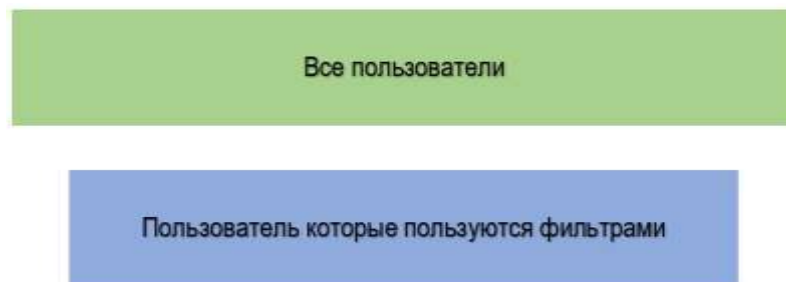 Все пользователи
Пользователь которые пользуются фильтрами